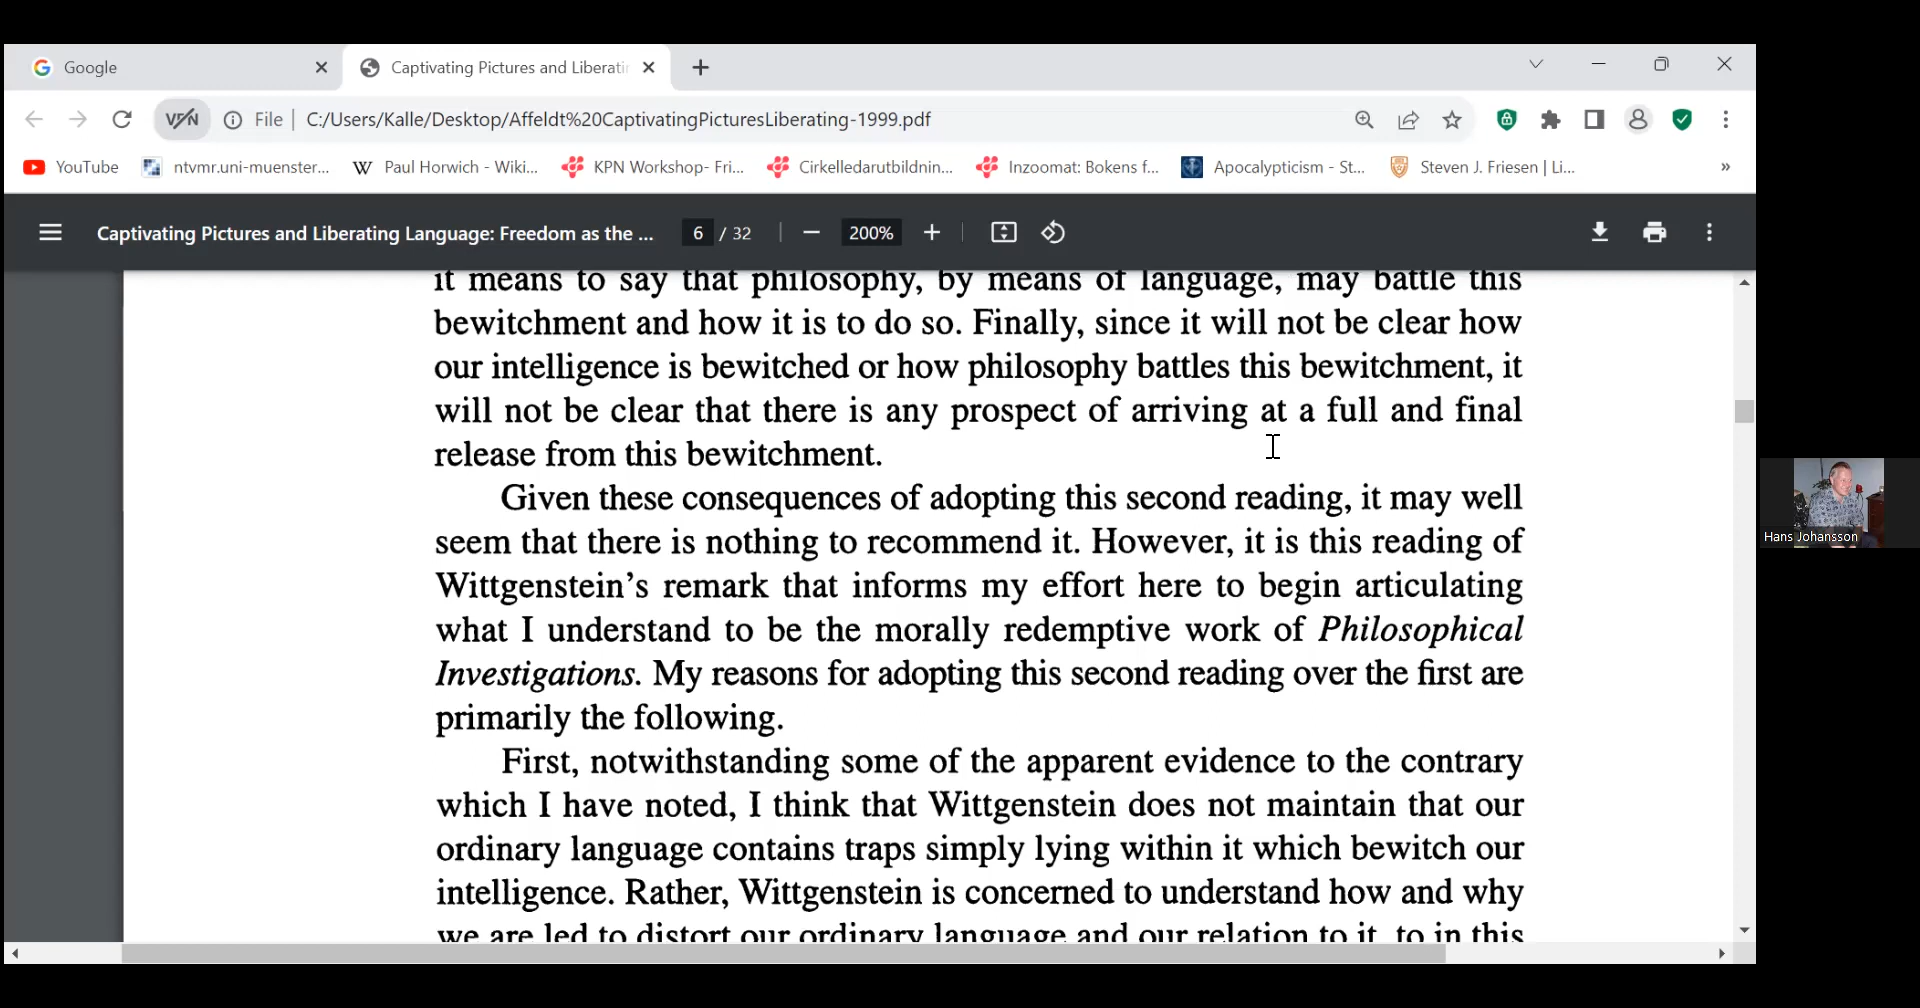 Google
Captivating Pictures and Liberatin
VPN
File
C:/Users/Kalle/Desktop/Affeldt%20CaptivatingPicturesLiberating-1999.pdf
YouTube
ntvmr.uni-muenster...
W Paul Horwich - Wiki...
KPN Workshop- Fri...
Cirkelledarutbildnin...
Inzoomat: Bokens f...
Apocalypticism - St...
Steven J. Friesen | Li...
»
Captivating Pictures and Liberating Language: Freedom as the ...
6 / 32
200%
it means to say that philosophy, by means of language, may battle this
bewitchment and how it is to do so. Finally, since it will not be clear how
our intelligence is bewitched or how philosophy battles this bewitchment, it
will not be clear that there is any prospect of arriving at a full and final
release from this bewitchment.
Given these consequences of adopting this second reading, it may well
seem that there is nothing to recommend it. However, it is this reading of
Wittgenstein’s remark that informs my effort here to begin articulating
what I understand to be the morally redemptive work of Philosophical
Investigations. My reasons for adopting this second reading over the first are
primarily the following.
First, notwithstanding some of the apparent evidence to the contrary
which I have noted, I think that Wittgenstein does not maintain that our
ordinary language contains traps simply lying within it which bewitch our
intelligence. Rather, Wittgenstein is concerned to understand how and why
we are led to distort our ordinary language and our relation to it, to in this
Hans Johansson